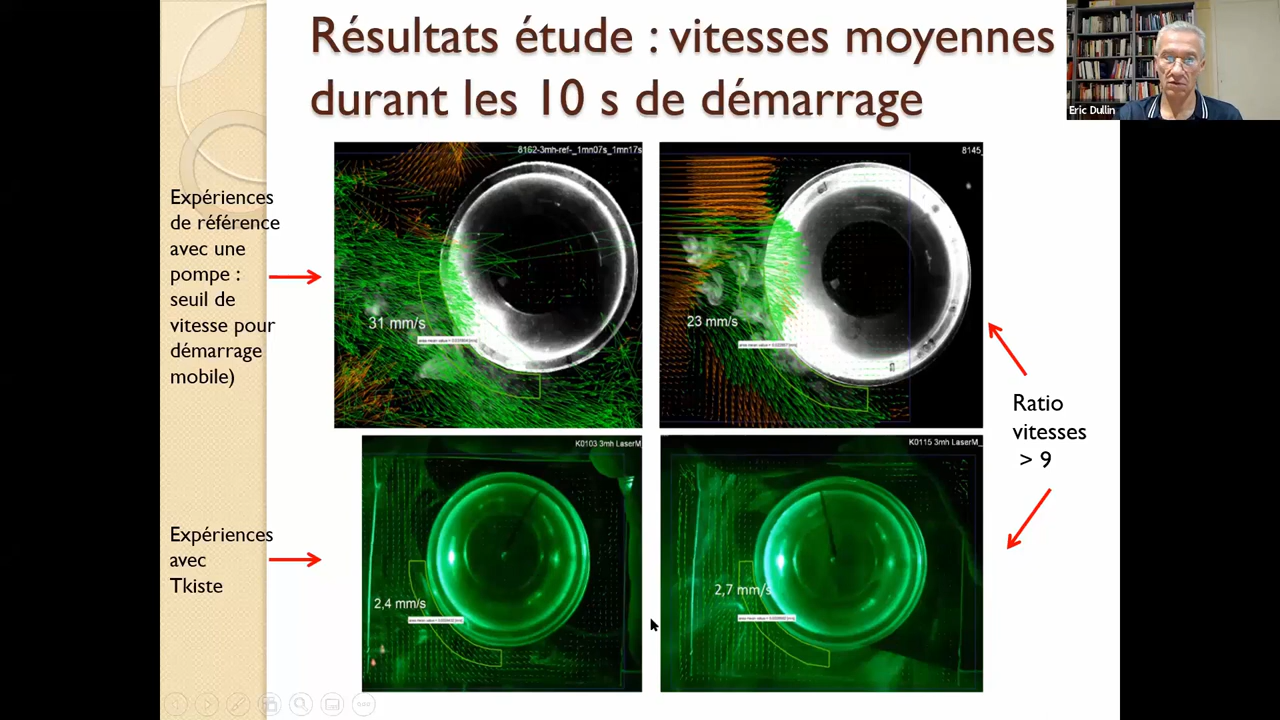 Résultats étude : vitesses moyennes
durant les 10 s de démarrage
Eric Dullin
Expériences
de référence
avec une
pompe :
seuil de
vitesse pour
démarrage
mobile)
8162-3mh-ref-_1mn07s_1mn17s
31 mm/s
8145_
23 mm/s
Ratio
vitesses
> 9
Expériences
avec
Tkiste
K0103 3mh LaserM
2,4 mm/s
K0115 3mh LaserM_
2,7 mm/s